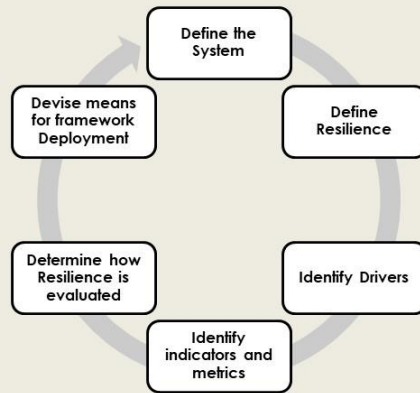 Define the
System
Define
Resilience
Identify Drivers
Identify
indicators and
metrics
Determine how
Resilience is
evaluated
Devise means
for framework
Deployment